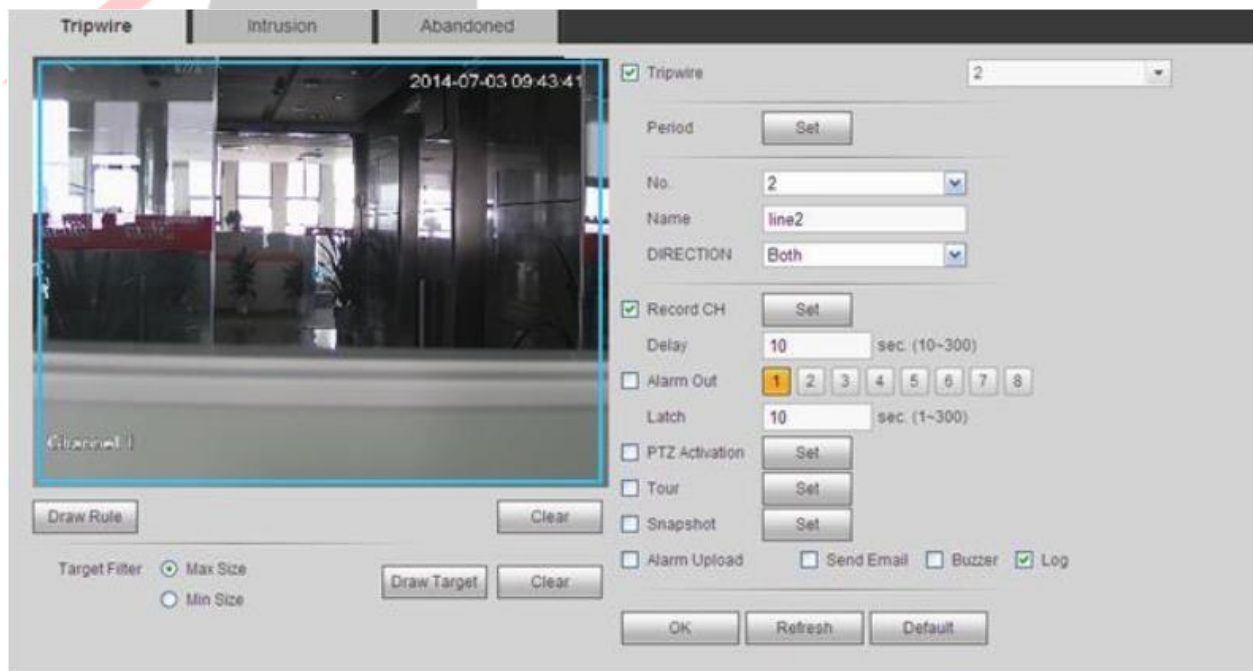 Tripwire Intrusion Abandoned
2014-07-03 09:43:41
Channel 1
Draw Rule Clear
Target Filter Max Size
Min Size
Draw Target Clear
Tripwire 2
Period Set
No. 2
Name line2
DIRECTION Both
Record CH Set
Delay 10 sec. (10~300)
Alarm Out 1 2 3 4 5 6 7 8
Latch 10 sec. (1~300)
PTZ Activation Set
Tour Set
Snapshot Set
Alarm Upload Send Email Buzzer Log
OK Refresh Default